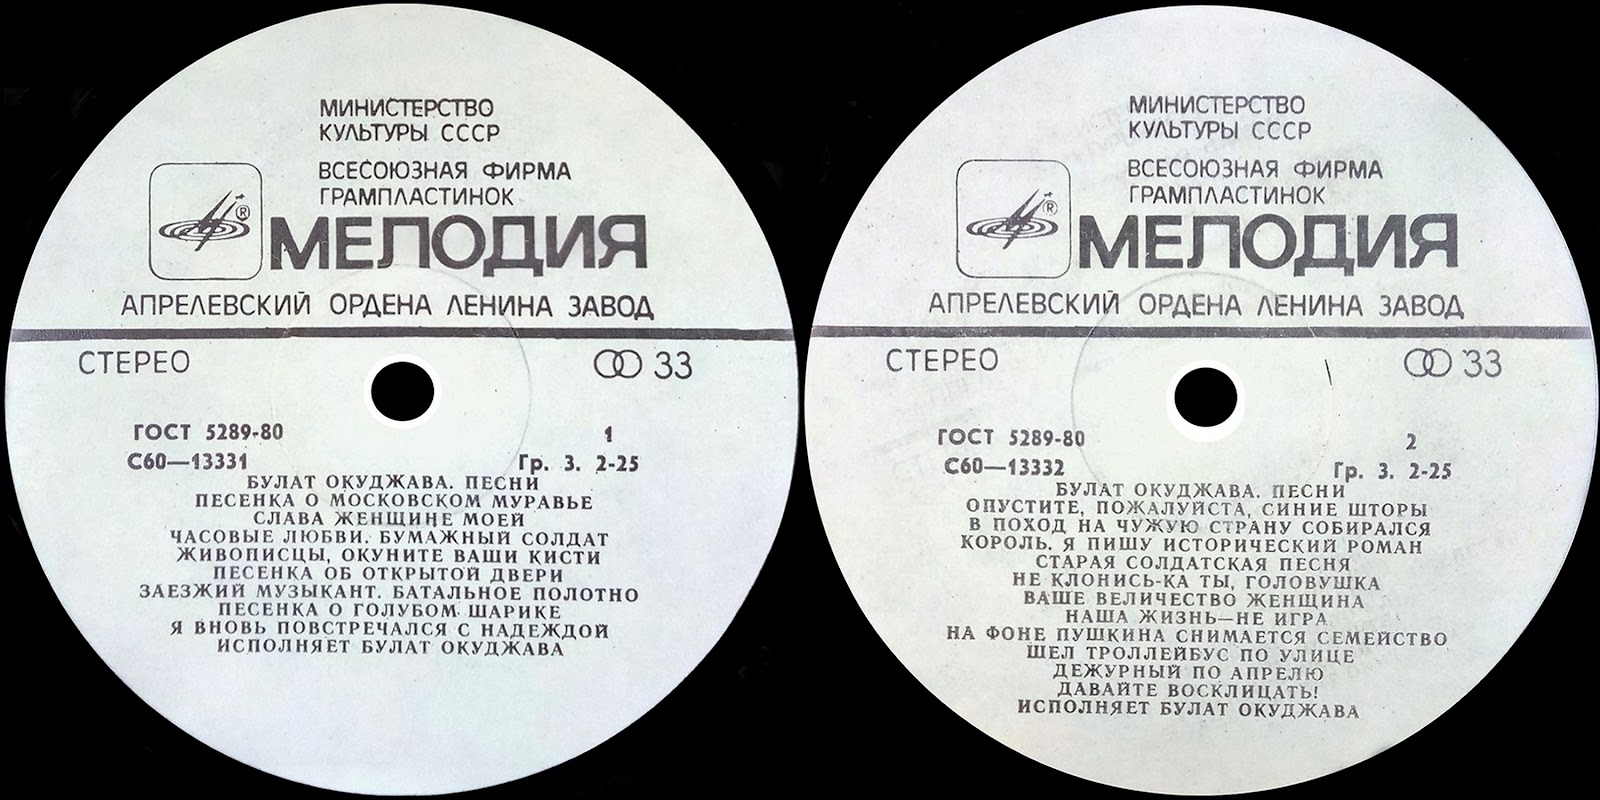 МИНИСТЕРСТВО
КУЛЬТУРЫ СССР
ВСЕСОЮЗНАЯ ФИРМА
ГРАМПЛАСТИНОК
®
МЕЛОДИЯ
АПРЕЛЕВСКИЙ ОРДЕНА ЛЕНИНА ЗАВОД
СТЕРЕО 33
ГОСТ 5289-80 1
С60—13331 Гр. 3. 2-25
БУЛАТ ОКУДЖАВА. ПЕСНИ
ПЕСЕНКА О МОСКОВСКОМ МУРАВЬЕ
СЛАВА ЖЕНЩИНЕ МОЕЙ
ЧАСОВЫЕ ЛЮБВИ. БУМАЖНЫЙ СОЛДАТ
ЖИВОПИСЦЫ, ОКУНИТЕ ВАШИ КИСТИ
ПЕСЕНКА ОБ ОТКРЫТОЙ ДВЕРИ
ЗАЕЗЖИЙ МУЗЫКАНТ. БАТАЛЬНОЕ ПОЛОТНО
ПЕСЕНКА О ГОЛУБОМ ШАРИКЕ
Я ВНОВЬ ПОВСТРЕЧАЛСЯ С НАДЕЖДОЙ
ИСПОЛНЯЕТ БУЛАТ ОКУДЖАВА
МИНИСТЕРСТВО
КУЛЬТУРЫ СССР
ВСЕСОЮЗНАЯ ФИРМА
ГРАМПЛАСТИНОК
®
МЕЛОДИЯ
АПРЕЛЕВСКИЙ ОРДЕНА ЛЕНИНА ЗАВОД
СТЕРЕО 33
ГОСТ 5289-80 2
С60—13332 Гр. 3. 2-25
БУЛАТ ОКУДЖАВА. ПЕСНИ
ОПУСТИТЕ, ПОЖАЛУЙСТА, СИНИЕ ШТОРЫ
В ПОХОД НА ЧУЖУЮ СТРАНУ СОБИРАЛСЯ
КОРОЛЬ. Я ПИШУ ИСТОРИЧЕСКИЙ РОМАН
СТАРАЯ СОЛДАТСКАЯ ПЕСНЯ
НЕ КЛОНИСЬ-КА ТЫ, ГОЛОВУШКА
ВАШЕ ВЕЛИЧЕСТВО ЖЕНЩИНА
НАША ЖИЗНЬ—НЕ ИГРА
НА ФОНЕ ПУШКИНА СНИМАЕТСЯ СЕМЕЙСТВО
ШЕЛ ТРОЛЛЕЙБУС ПО УЛИЦЕ
ДЕЖУРНЫЙ ПО АПРЕЛЮ
ДАВАЙТЕ ВОСКЛИЦАТЬ!
ИСПОЛНЯЕТ БУЛАТ ОКУДЖАВА